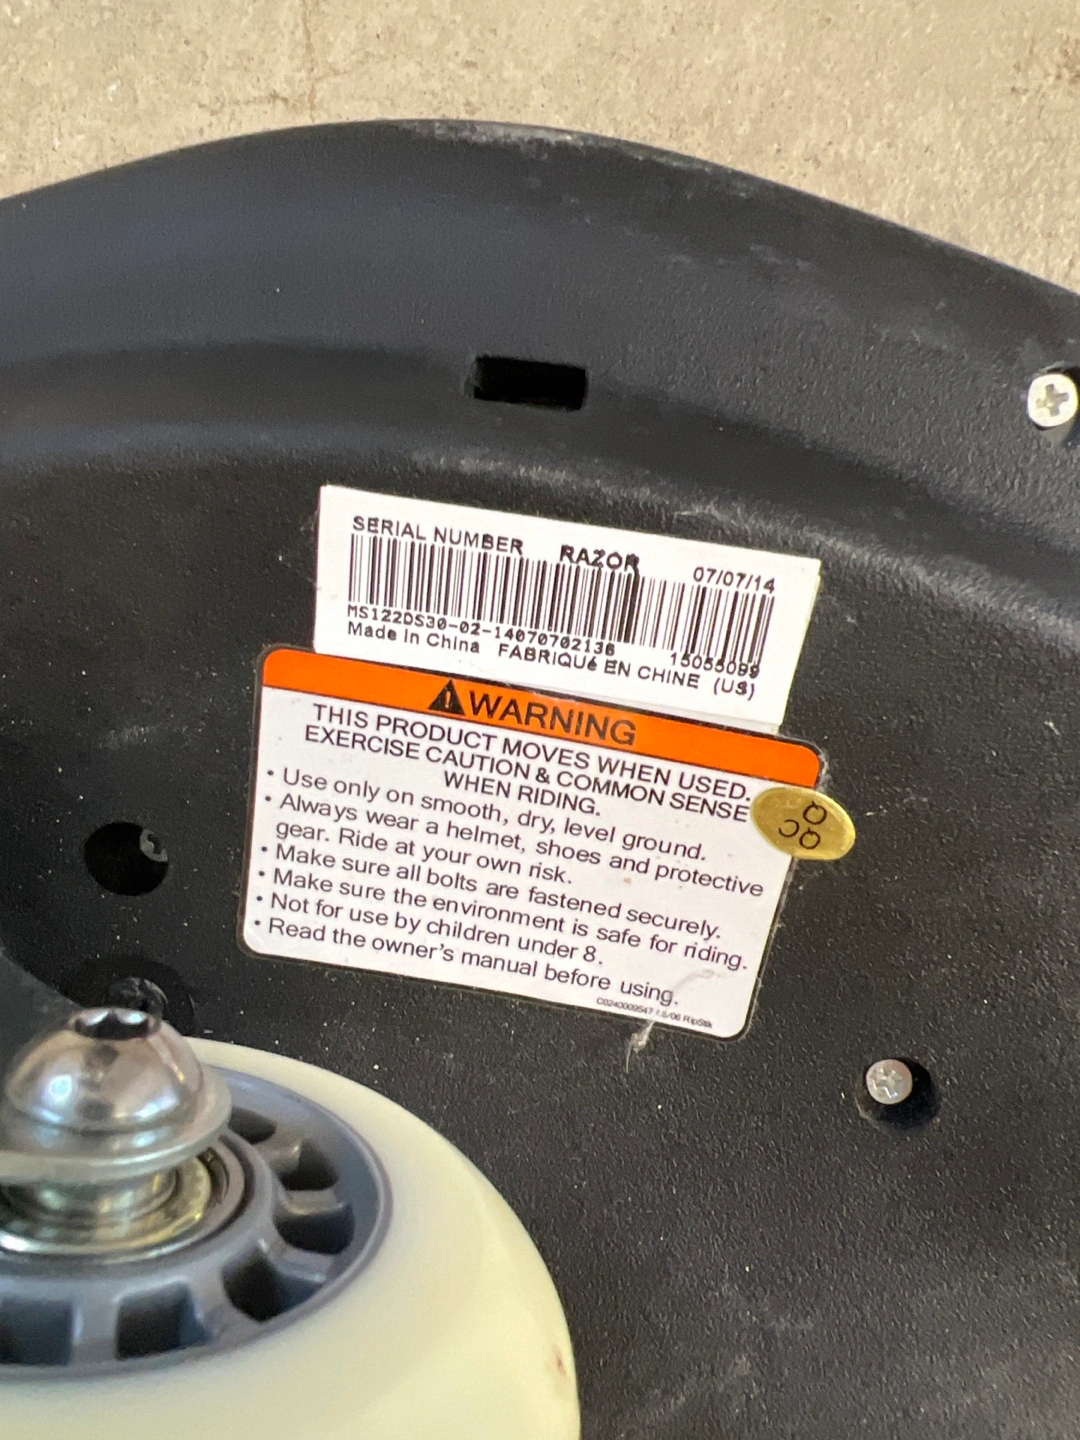 SERIAL NUMBER RAZOR 07/07/14
MS122DS30-02-14070702136 15055099
Made in China FABRIQUé EN CHINE (US)
WARNING
THIS PRODUCT MOVES WHEN USED.
EXERCISE CAUTION & COMMON SENSE
WHEN RIDING.
• Use only on smooth, dry, level ground.
• Always wear a helmet, shoes and protective
gear. Ride at your own risk.
• Make sure all bolts are fastened securely.
• Make sure the environment is safe for riding.
• Not for use by children under 8.
• Read the owner's manual before using.
RipStik
QC